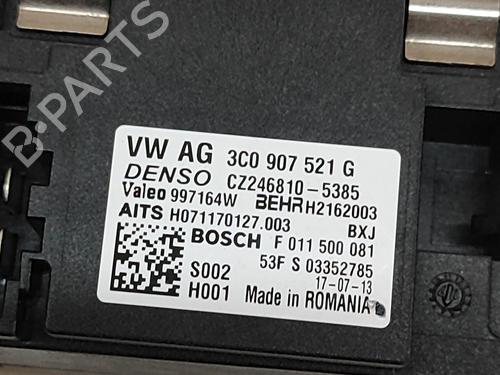 VW AG 3C0 907 521 G
DENSO CZ246810-5385
Valeo 997164W BEHR H2162003
AITS H071170127.003 BXJ
BOSCH F 011 500 081
53F S 03352785
S002 17-07-13
H001 Made in ROMANIA
B-PARTS